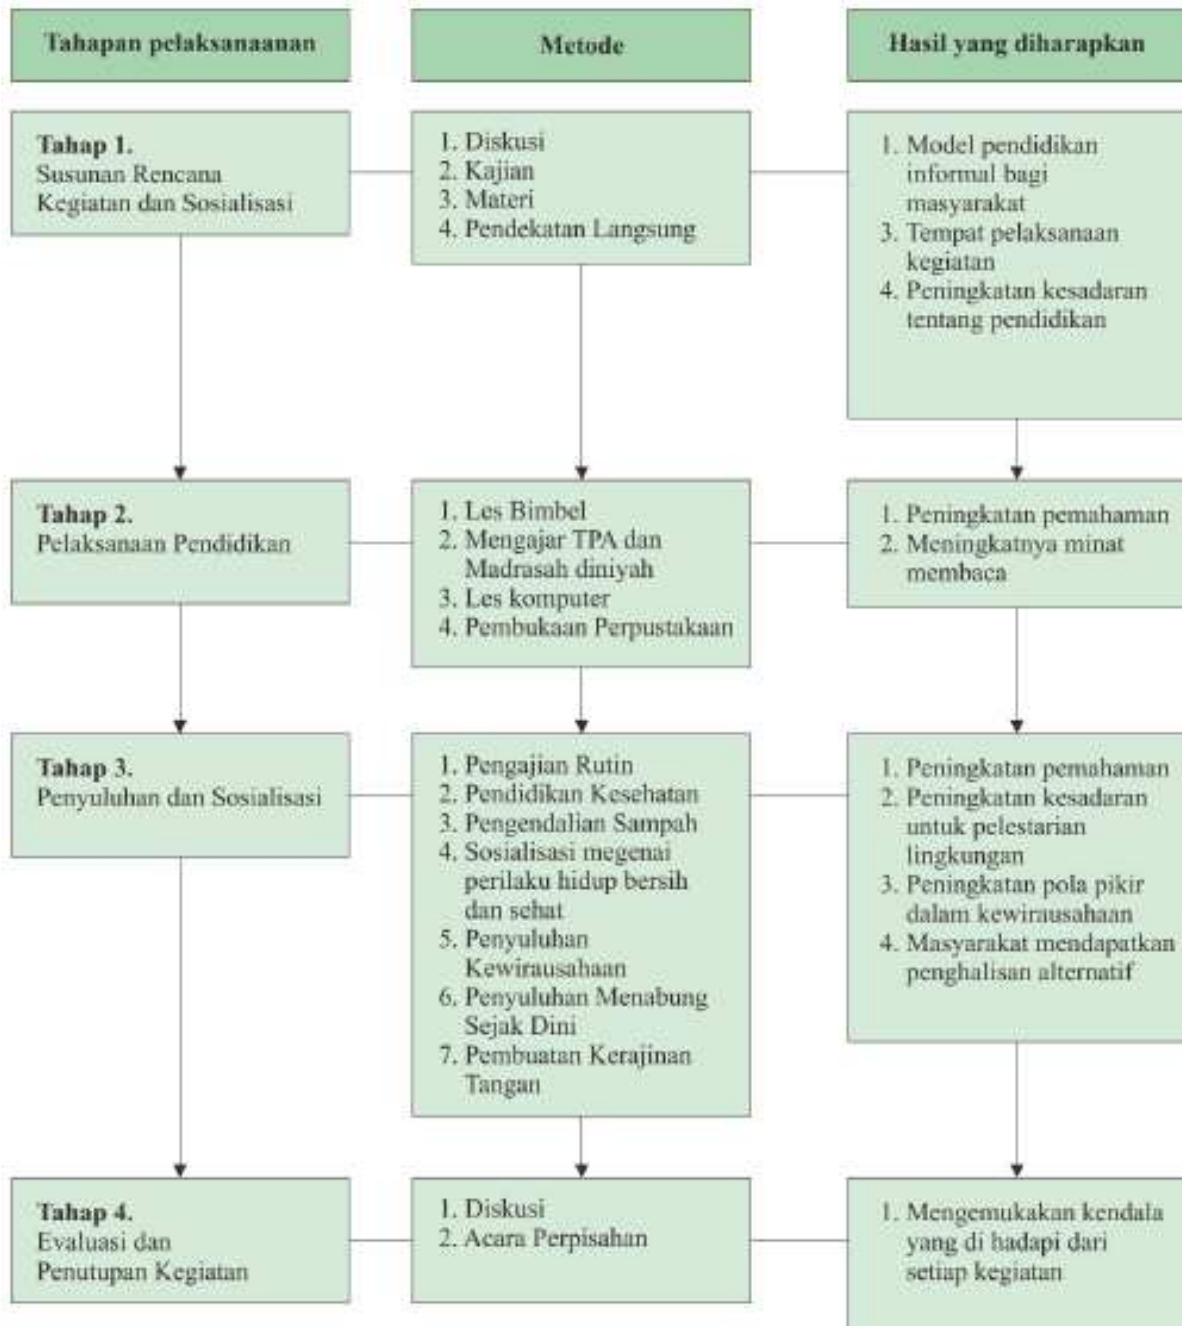 Tahapan pelaksanaanan
Metode
Hasil yang diharapkan
Tahap 1.
Susunan Rencana
Kegiatan dan Sosialisasi
1. Diskusi
2. Kajian
3. Materi
4. Pendekatan Langsung
1. Model pendidikan
informal bagi
masyarakat
3. Tempat pelaksanaan
kegiatan
4. Peningkatan kesadaran
tentang pendidikan
Tahap 2.
Pelaksanaan Pendidikan
1. Les Bimbel
2. Mengajar TPA dan
Madrasah diniyah
3. Les komputer
4. Pembukaan Perpustakaan
1. Peningkatan pemahaman
2. Meningkatnya minat
membaca
Tahap 3.
Penyuluhan dan Sosialisasi
1. Pengajian Rutin
2. Pendidikan Kesehatan
3. Pengendalian Sampah
4. Sosialisasi megenai
perilaku hidup bersih
dan sehat
5. Penyuluhan
Kewirausahaan
6. Penyuluhan Menabung
Sejak Dini
7. Pembuatan Kerajinan
Tangan
1. Peningkatan pemahaman
2. Peningkatan kesadaran
untuk pelestarian
lingkungan
3. Peningkatan pola pikir
dalam kewirausahaan
4. Masyarakat mendapatkan
penghalisan alternatif
Tahap 4.
Evaluasi dan
Penutupan Kegiatan
1. Diskusi
2. Acara Perpisahan
1. Mengemukakan kendala
yang di hadapi dari
setiap kegiatan